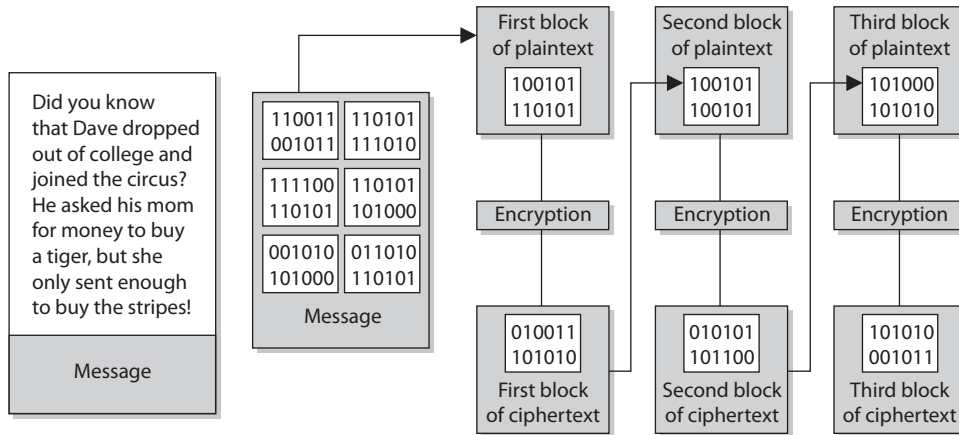 Did you know
that Dave dropped
out of college and
joined the circus?
He asked his mom
for money to buy
a tiger, but she
only sent enough
to buy the stripes!
Message
110011 110101
001011 111010
111100 110101
110101 101000
001010 011010
101000 110101
Message
First block
of plaintext
100101
110101
Encryption
010011
101010
First block
of ciphertext
Second block
of plaintext
100101
100101
Encryption
010101
101100
Second block
of ciphertext
Third block
of plaintext
101000
101010
Encryption
101010
001011
Third block
of ciphertext